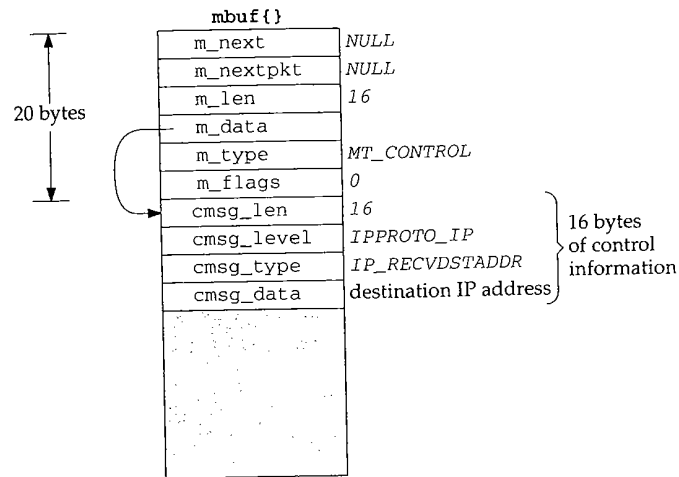 mbuf{}
m_next NULL
m_nextpkt NULL
m_len 16
20 bytes
m_data
m_type MT_CONTROL
m_flags 0
cmsg_len 16
cmsg_level IPPROTO_IP
cmsg_type IP_RECVDSTADDR
cmsg_data destination IP address
16 bytes
of control
information